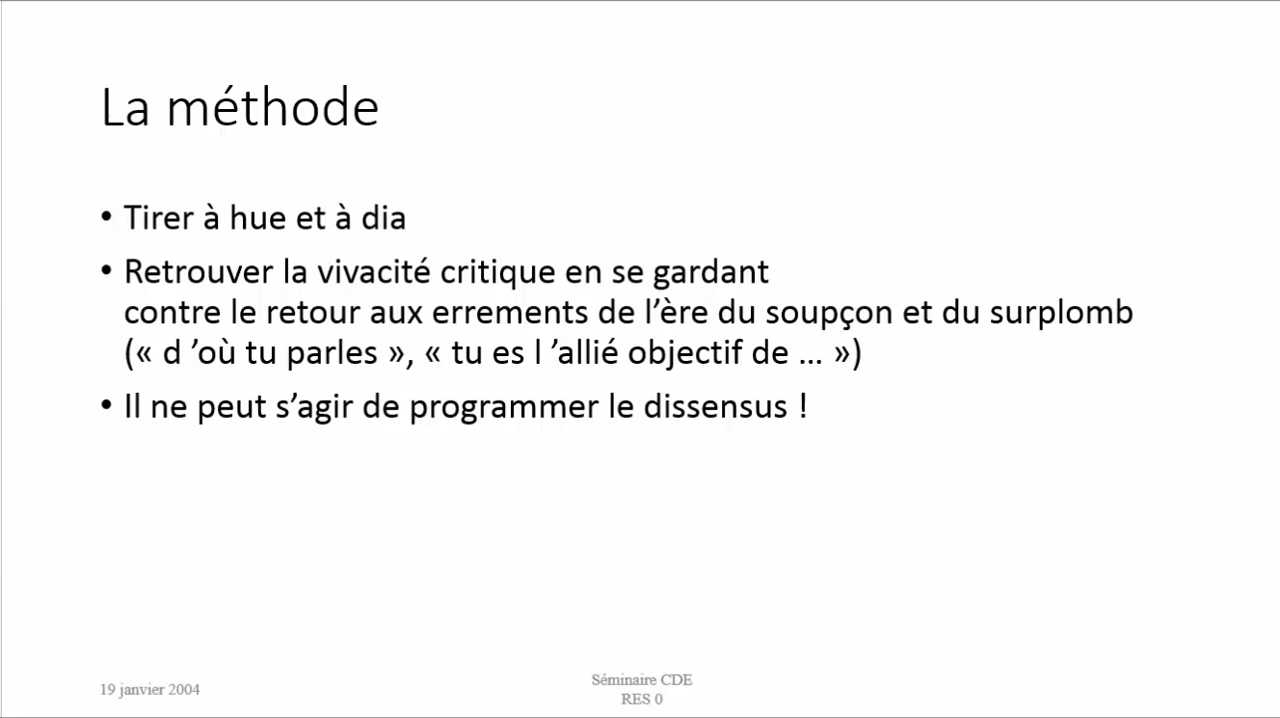 La méthode
• Tirer à hue et à dia
• Retrouver la vivacité critique en se gardant
contre le retour aux errements de l’ère du soupçon et du surplomb
(« d ’où tu parles », « tu es l ’allié objectif de … »)
• Il ne peut s’agir de programmer le dissensus !
19 janvier 2004
Séminaire CDE
RES 0